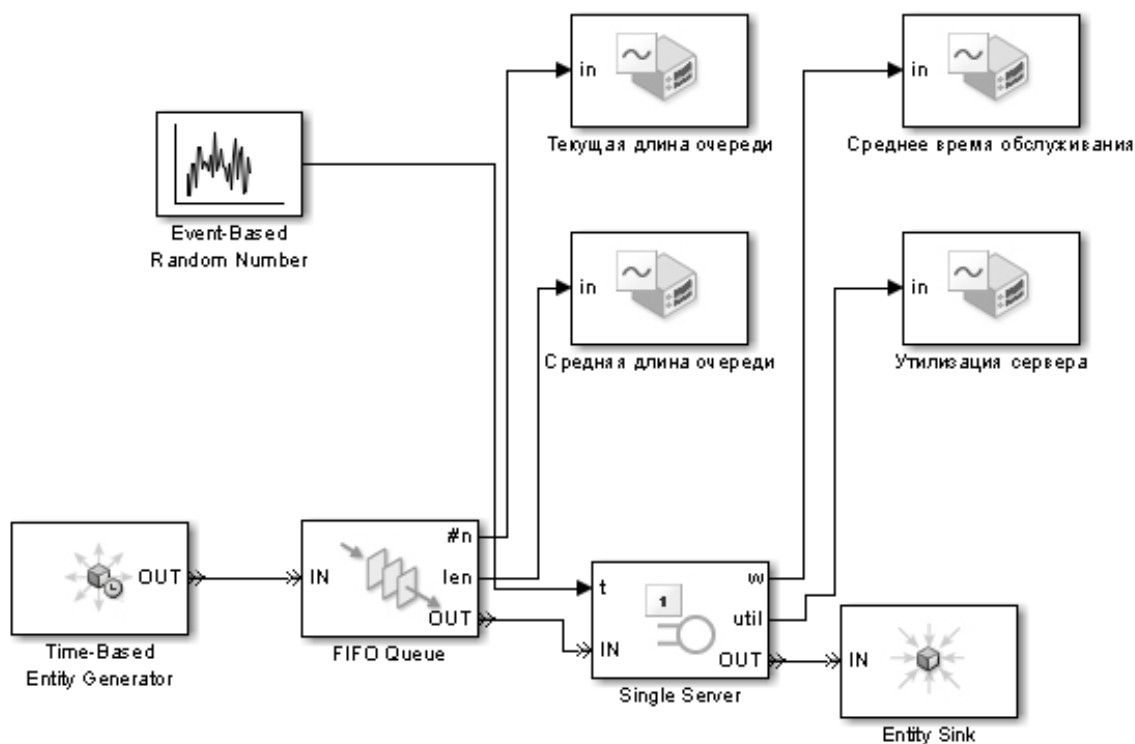 in
Текущая длина очереди
in
Среднее время обслуживания
Event-Based
Random Number
in
Средняя длина очереди
in
Утилизация сервера
OUT
Time-Based
Entity Generator
IN
#n
len
OUT
FIFO Queue
t
IN
1
w
util
OUT
Single Server
IN
Entity Sink